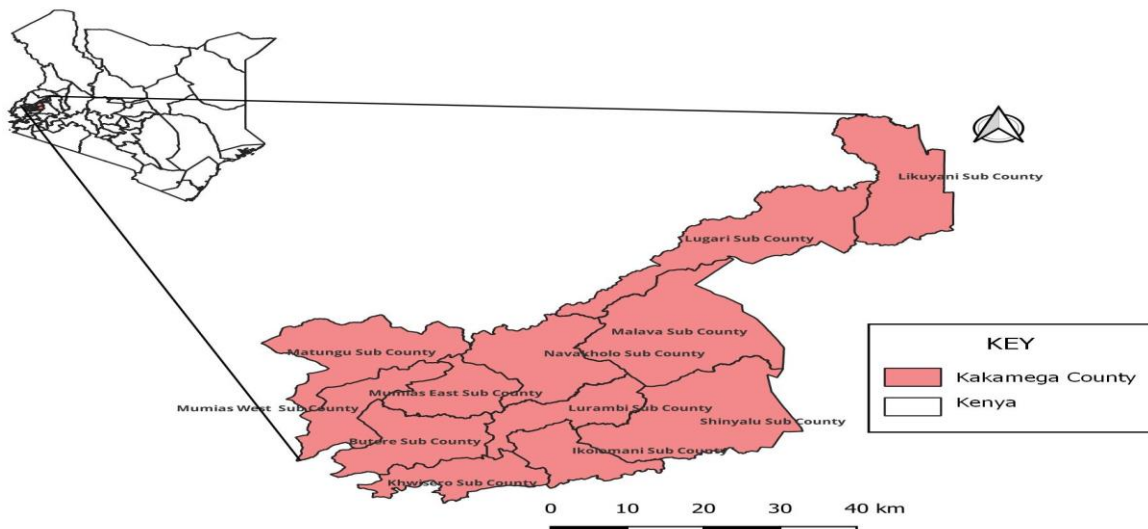 Likuyani Sub County
Lugari Sub County
Malava Sub County
Matungu Sub County
Navakholo Sub County
Mumias East Sub County
Mumias West Sub County
Lurambi Sub County
Shinyalu Sub County
Butere Sub County
Ikolomani Sub County
Khwisero Sub County
KEY
Kakamega County
Kenya
0 10 20 30 40 km